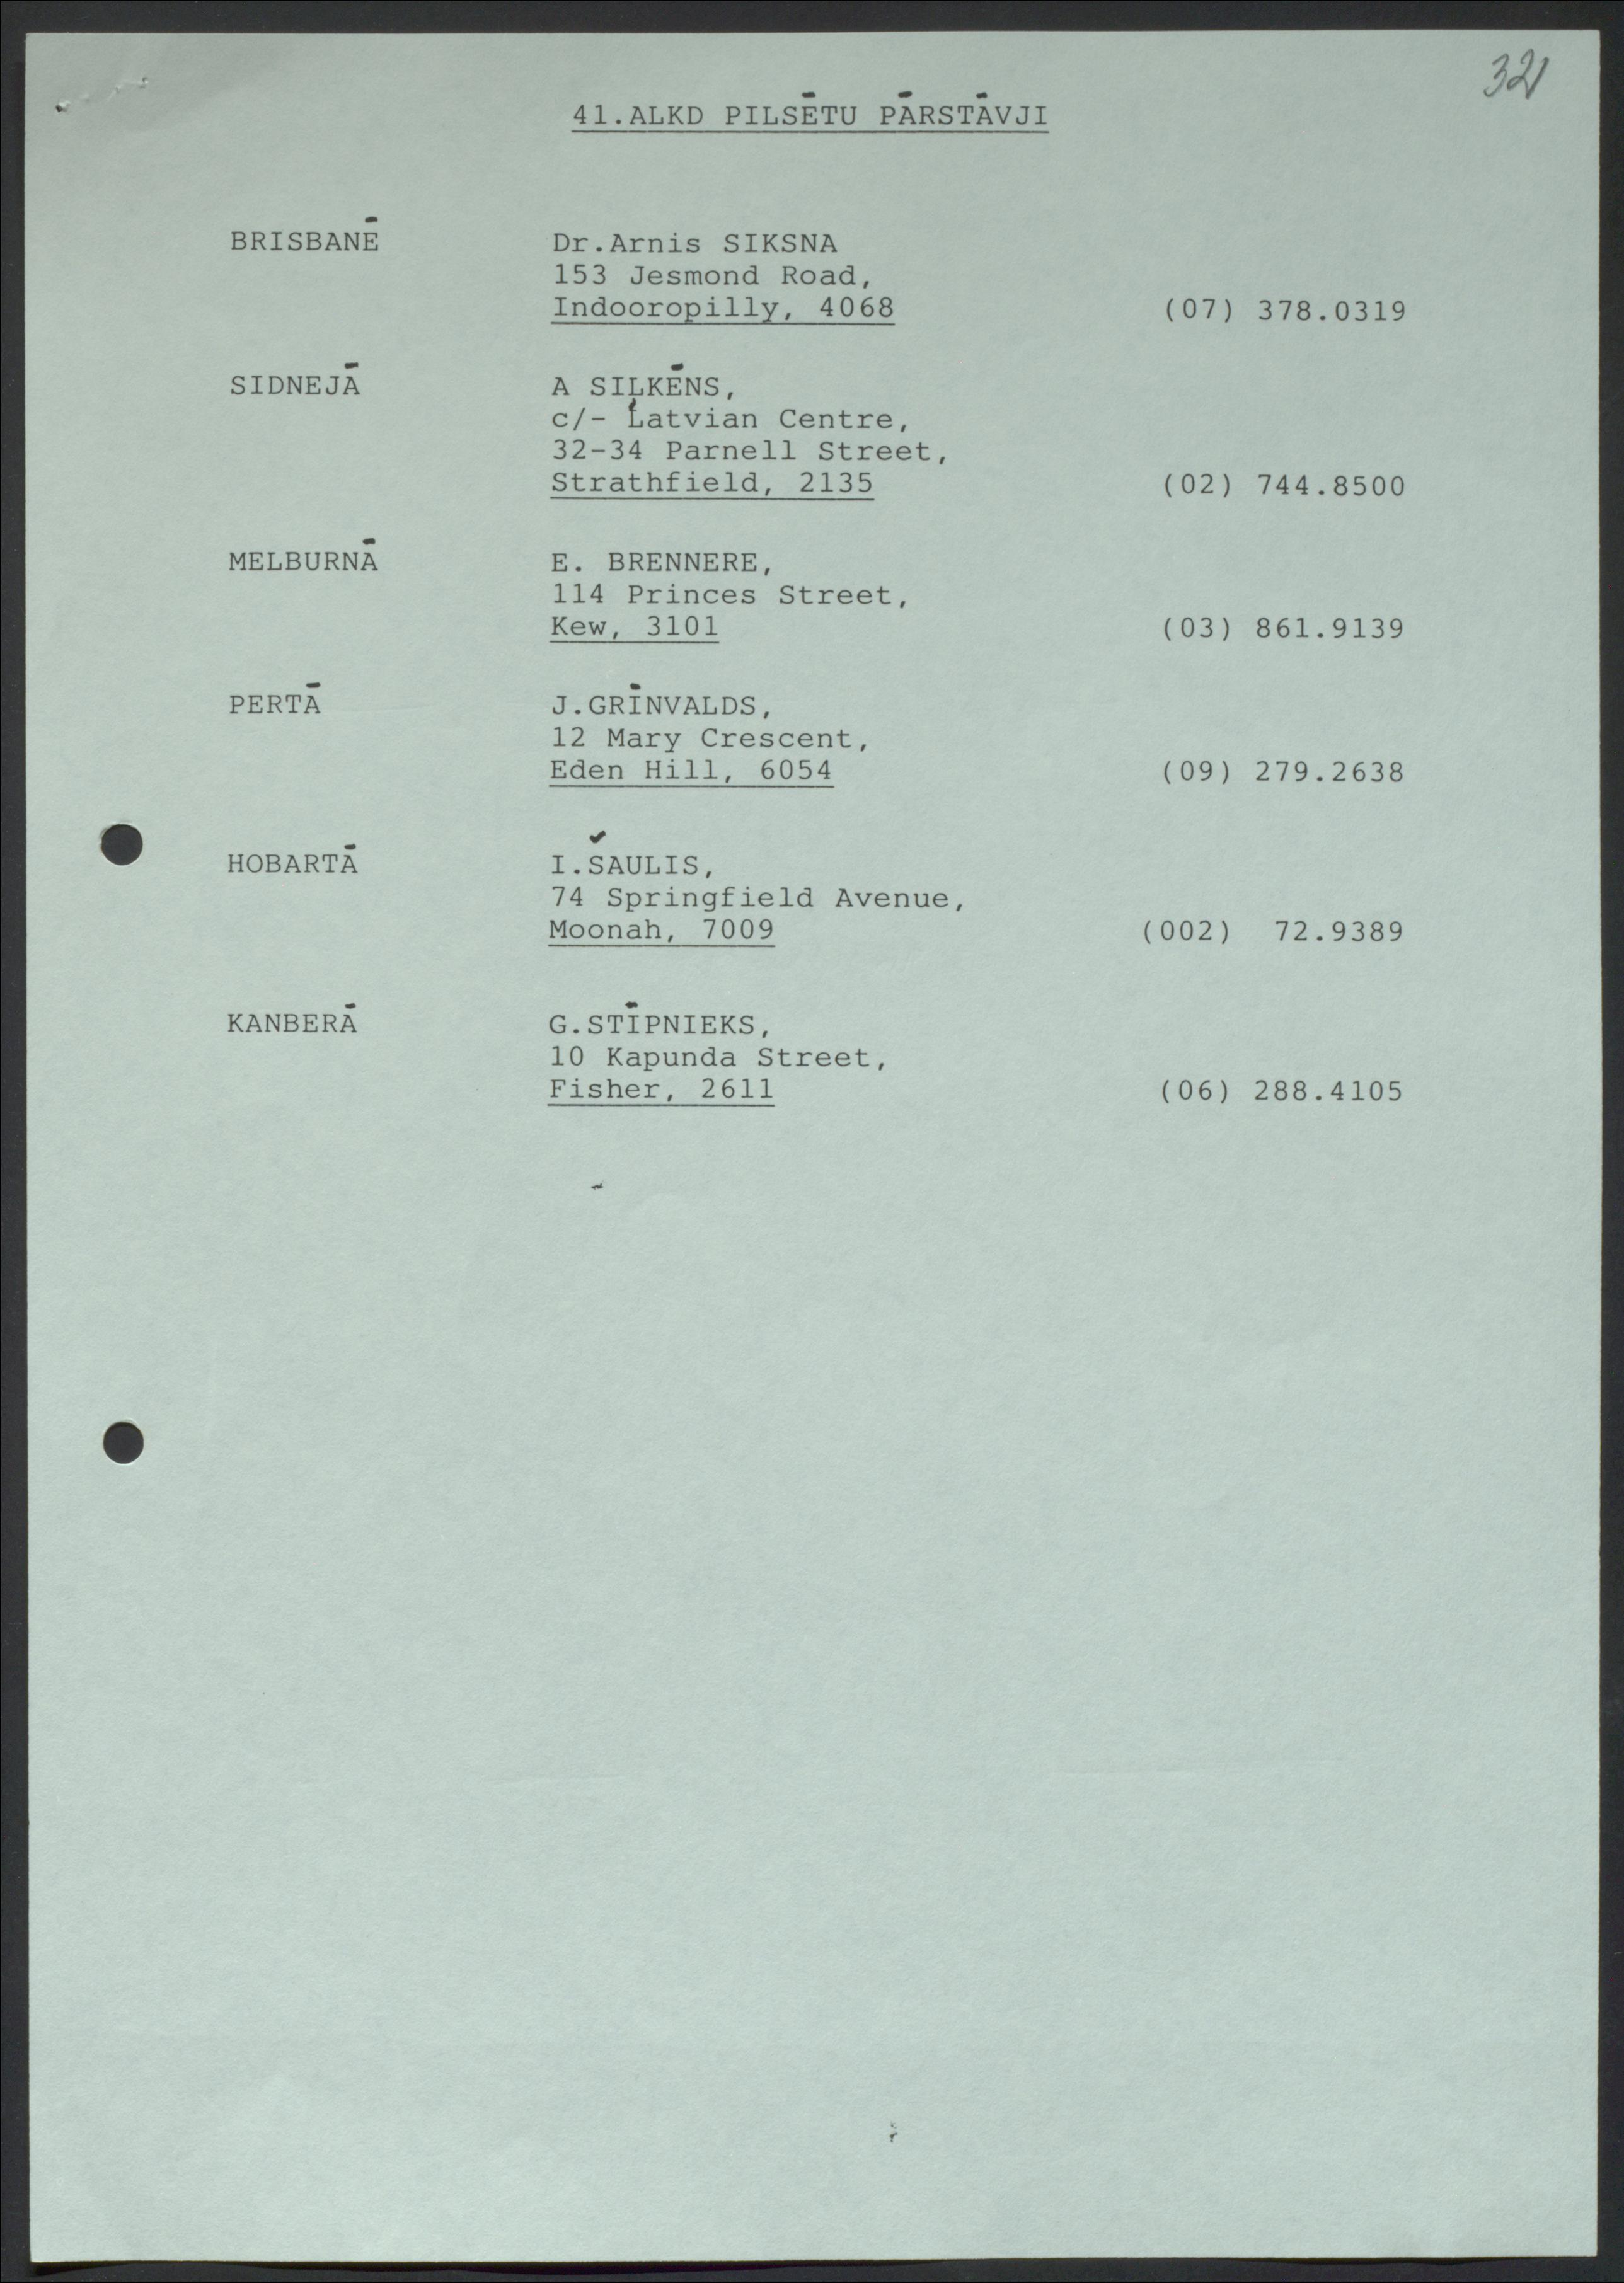 321
41.ALKD PILSĒTU PĀRSTĀVJI
BRISBANĒ Dr.Arnis SIKSNA
153 Jesmond Road,
Indooropilly, 4068 (07) 378.0319
SIDNEJĀ A SIĻĶĒNS,
c/- Latvian Centre,
32-34 Parnell Street,
Strathfield, 2135 (02) 744.8500
MELBURNĀ E. BRENNERE,
114 Princes Street,
Kew, 3101 (03) 861.9139
PERTĀ J.GRĪNVALDS,
12 Mary Crescent,
Eden Hill, 6054 (09) 279.2638
HOBARTĀ I.ŠAULIS,
74 Springfield Avenue,
Moonah, 7009 (002) 72.9389
KANBERĀ G.STĪPNIEKS,
10 Kapunda Street,
Fisher, 2611 (06) 288.4105